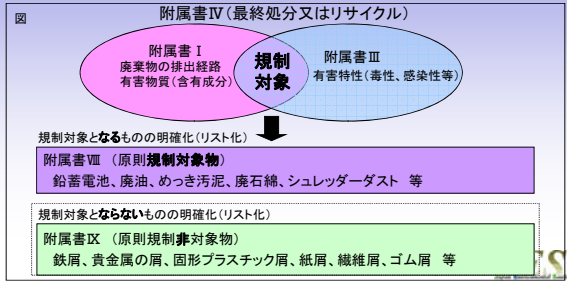 図
附属書Ⅳ(最終処分又はリサイクル)
附属書Ⅰ
廃棄物の排出経路
有害物質(含有成分)
規制
対象
附属書Ⅲ
有害特性(毒性、感染性等)
規制対象となるものの明確化(リスト化)
附属書Ⅷ (原則規制対象物)
鉛蓄電池、廃油、めっき汚泥、廃石綿、シュレッダーダスト 等
規制対象とならないものの明確化(リスト化)
附属書Ⅸ (原則規制非対象物)
鉄屑、貴金属の屑、固形プラスチック屑、紙屑、繊維屑、ゴム屑 等